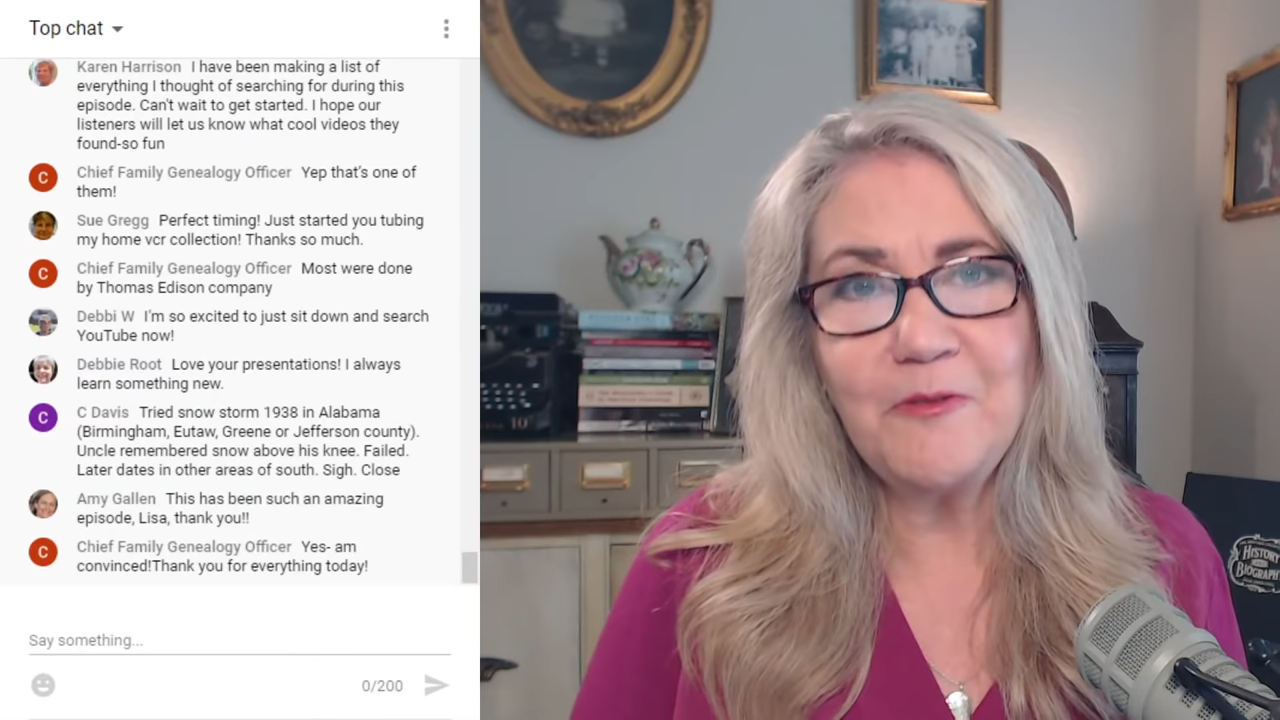 Top chat
Karen Harrison I have been making a list of
everything I thought of searching for during this
episode. Can't wait to get started. I hope our
listeners will let us know what cool videos they
found-so fun
C
Chief Family Genealogy Officer Yep that's one of
them!
Sue Gregg Perfect timing! Just started you tubing
my home vcr collection! Thanks so much.
C
Chief Family Genealogy Officer Most were done
by Thomas Edison company
Debbi W I'm so excited to just sit down and search
YouTube now!
Debbie Root Love your presentations! I always
learn something new.
C
C Davis Tried snow storm 1938 in Alabama
(Birmingham, Eutaw, Greene or Jefferson county).
Uncle remembered snow above his knee. Failed.
Later dates in other areas of south. Sigh. Close
Amy Gallen This has been such an amazing
episode, Lisa, thank you!!
C
Chief Family Genealogy Officer Yes- am
convinced!Thank you for everything today!
Say something...
0/200
10
HISTORY
BIOGRAPH